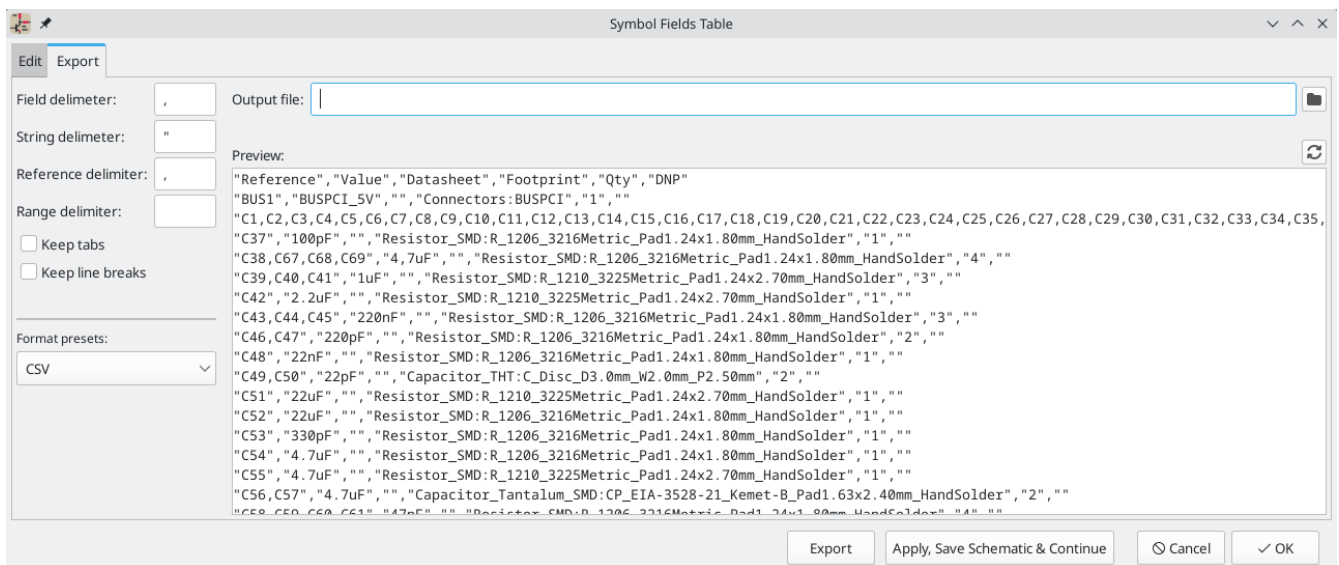 Symbol Fields Table
Edit Export
Field delimeter: ,
String delimeter: "
Reference delimiter: ,
Range delimiter:
Keep tabs
Keep line breaks
Format presets:
CSV
Output file:
Preview:
"Reference","Value","Datasheet","Footprint","Qty","DNP"
"BUS1","BUSPCI_5V","","Connectors:BUSPCI","1",""
"C1,C2,C3,C4,C5,C6,C7,C8,C9,C10,C11,C12,C13,C14,C15,C16,C17,C18,C19,C20,C21,C22,C23,C24,C25,C26,C27,C28,C29,C30,C31,C32,C33,C34,C35,
"C37","100pF","","Resistor_SMD:R_1206_3216Metric_Pad1.24x1.80mm_HandSolder","1",""
"C38,C67,C68,C69","4,7uF","","Resistor_SMD:R_1206_3216Metric_Pad1.24x1.80mm_HandSolder","4",""
"C39,C40,C41","1uF","","Resistor_SMD:R_1210_3225Metric_Pad1.24x2.70mm_HandSolder","3",""
"C42","2.2uF","","Resistor_SMD:R_1210_3225Metric_Pad1.24x2.70mm_HandSolder","1",""
"C43,C44,C45","220nF","","Resistor_SMD:R_1206_3216Metric_Pad1.24x1.80mm_HandSolder","3",""
"C46,C47","220pF","","Resistor_SMD:R_1206_3216Metric_Pad1.24x1.80mm_HandSolder","2",""
"C48","22nF","","Resistor_SMD:R_1206_3216Metric_Pad1.24x1.80mm_HandSolder","1",""
"C49,C50","22pF","","Capacitor_THT:C_Disc_D3.0mm_W2.0mm_P2.50mm","2",""
"C51","22uF","","Resistor_SMD:R_1210_3225Metric_Pad1.24x2.70mm_HandSolder","1",""
"C52","22uF","","Resistor_SMD:R_1206_3216Metric_Pad1.24x1.80mm_HandSolder","1",""
"C53","330pF","","Resistor_SMD:R_1206_3216Metric_Pad1.24x1.80mm_HandSolder","1",""
"C54","4.7uF","","Resistor_SMD:R_1206_3216Metric_Pad1.24x1.80mm_HandSolder","1",""
"C55","4.7uF","","Resistor_SMD:R_1210_3225Metric_Pad1.24x2.70mm_HandSolder","1",""
"C56,C57","4.7uF","","Capacitor_Tantalum_SMD:CP_EIA-3528-21_Kemet-B_Pad1.63x2.40mm_HandSolder","2",""
Export Apply, Save Schematic & Continue Cancel OK